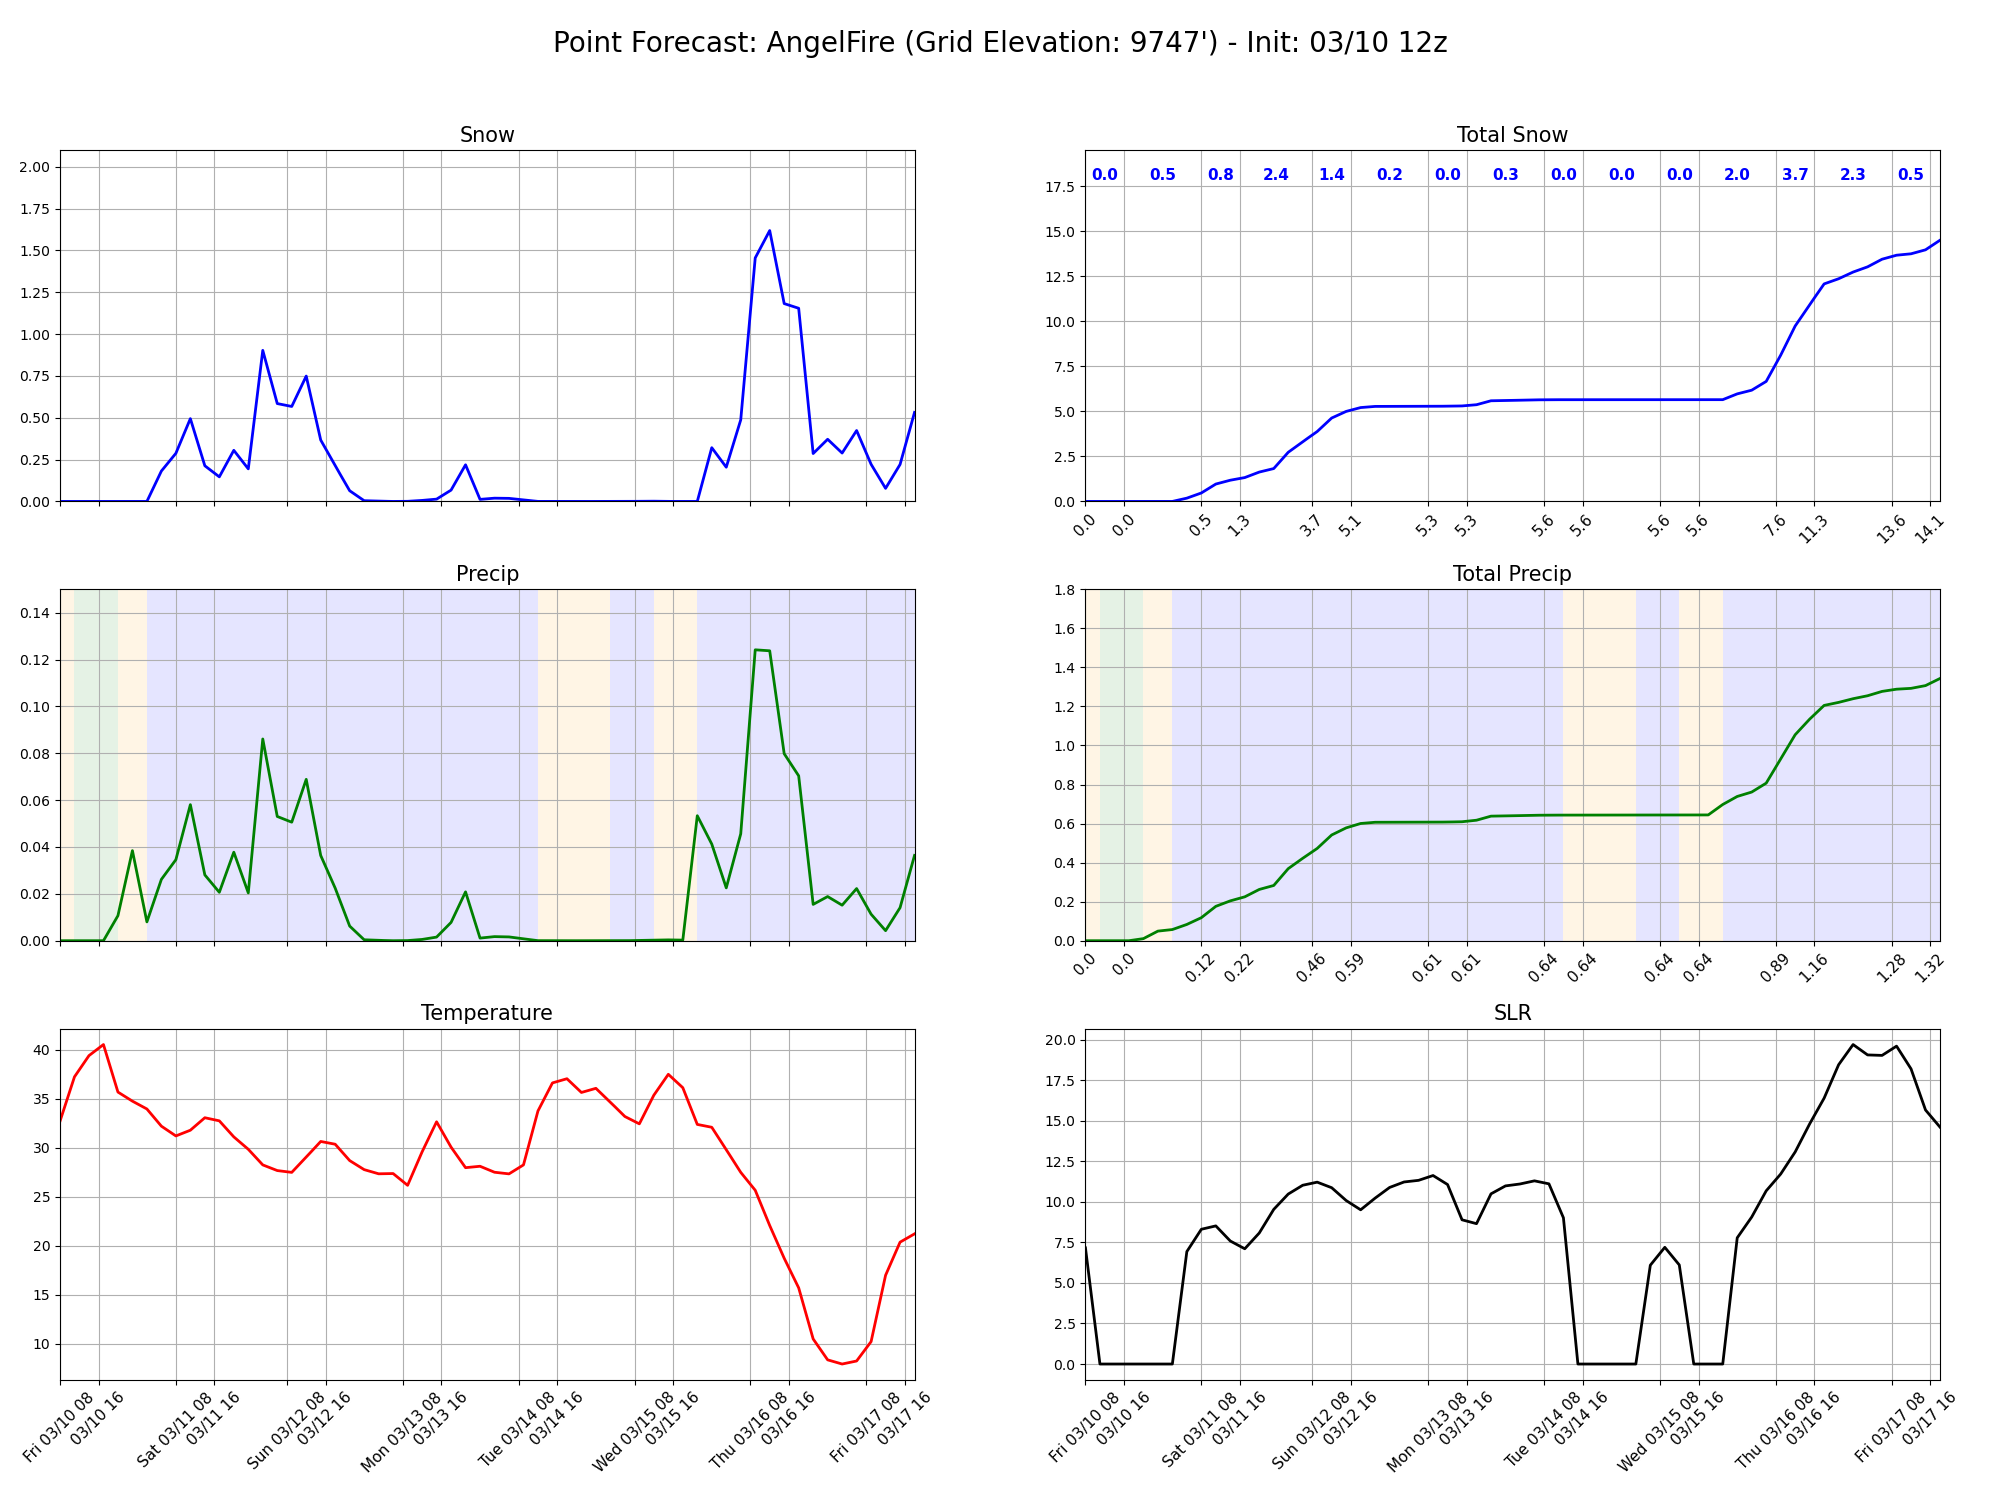 Point Forecast: AngelFire (Grid Elevation: 9747') - Init: 03/10 12z
Snow
2.00
1.75
1.50
1.25
1.00
0.75
0.50
0.25
0.00
Total Snow
0.0 0.5 0.8 2.4 1.4 0.2 0.0 0.3 0.0 0.0 0.0 2.0 3.7 2.3 0.5
17.5
15.0
12.5
10.0
7.5
5.0
2.5
0.0
0.0 0.0 0.5 1.3 3.7 5.1 5.3 5.3 5.6 5.6 5.6 5.6 7.6 11.3 13.6 14.1
Precip
0.14
0.12
0.10
0.08
0.06
0.04
0.02
0.00
Total Precip
1.8
1.6
1.4
1.2
1.0
0.8
0.6
0.4
0.2
0.0
0.0 0.0 0.12 0.22 0.46 0.59 0.61 0.61 0.64 0.64 0.64 0.64 0.89 1.16 1.28 1.32
Temperature
40
35
30
25
20
15
10
Fri 03/10 08
03/10 16
Sat 03/11 08
03/11 16
Sun 03/12 08
03/12 16
Mon 03/13 08
03/13 16
Tue 03/14 08
03/14 16
Wed 03/15 08
03/15 16
Thu 03/16 08
03/16 16
Fri 03/17 08
03/17 16
SLR
20.0
17.5
15.0
12.5
10.0
7.5
5.0
2.5
0.0
Fri 03/10 08
03/10 16
Sat 03/11 08
03/11 16
Sun 03/12 08
03/12 16
Mon 03/13 08
03/13 16
Tue 03/14 08
03/14 16
Wed 03/15 08
03/15 16
Thu 03/16 08
03/16 16
Fri 03/17 08
03/17 16